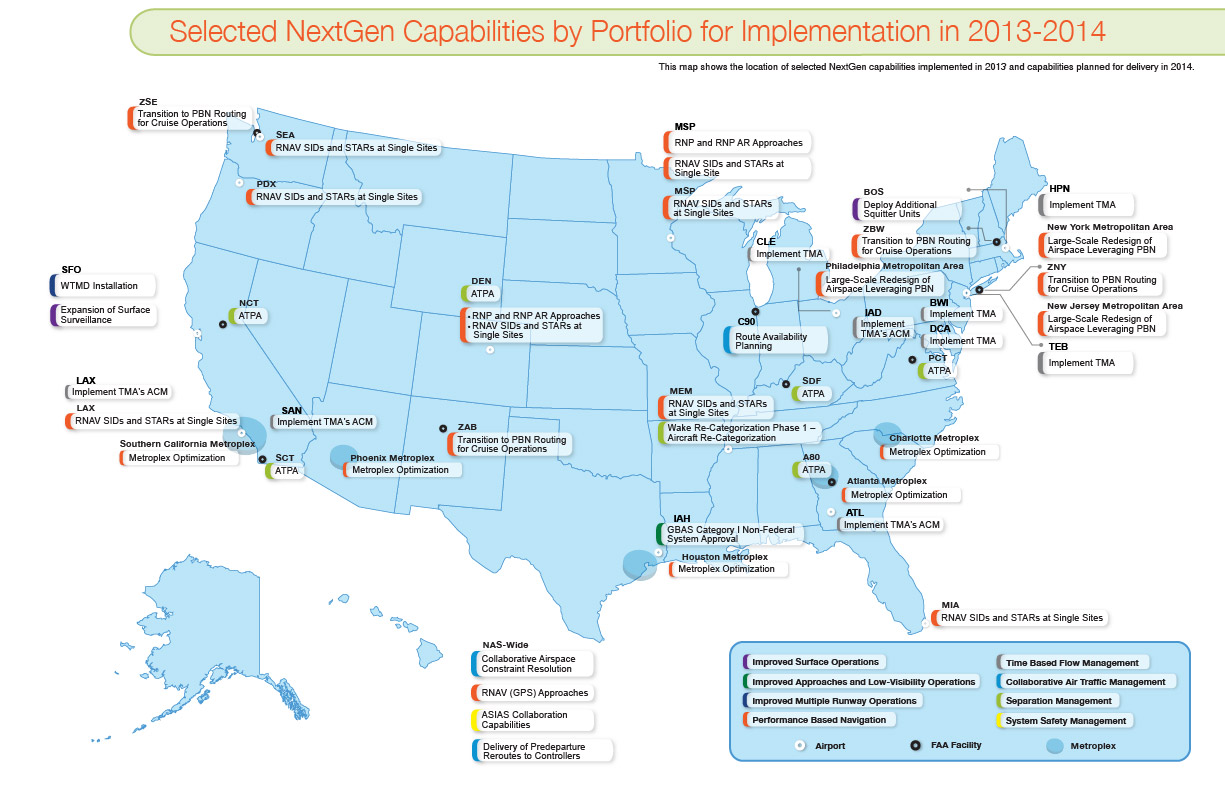 Selected NextGen Capabilities by Portfolio for Implementation in 2013-2014
This map shows the location of selected NextGen capabilities implemented in 2013 and capabilities planned for delivery in 2014.
ZSE
Transition to PBN Routing
for Cruise Operations
SEA
RNAV SIDs and STARs at Single Sites
PDX
RNAV SIDs and STARs at Single Sites
MSP
RNP and RNP AR Approaches
RNAV SIDs and STARs at
Single Site
MSP
RNAV SIDs and STARs
at Single Sites
CLE
Implement TMA
BOS
Deploy Additional
Squitter Units
ZBW
Transition to PBN Routing
for Cruise Operations
Philadelphia Metropolitan Area
Large-Scale Redesign of
Airspace Leveraging PBN
HPN
Implement TMA
New York Metropolitan Area
Large-Scale Redesign of
Airspace Leveraging PBN
ZNY
Transition to PBN Routing
for Cruise Operations
New Jersey Metropolitan Area
Large-Scale Redesign of
Airspace Leveraging PBN
TEB
Implement TMA
SFO
WTMD Installation
Expansion of Surface
Surveillance
NCT
ATPA
DEN
ATPA
• RNP and RNP AR Approaches
• RNAV SIDs and STARs at
Single Sites
C90
Route Availability
Planning
IAD
Implement
TMA's ACM
BWI
Implement TMA
DCA
Implement TMA
PCT
ATPA
SDF
ATPA
LAX
Implement TMA's ACM
LAX
RNAV SIDs and STARs at Single Sites
Southern California Metroplex
Metroplex Optimization
SAN
Implement TMA's ACM
SCT
ATPA
Phoenix Metroplex
Metroplex Optimization
ZAB
Transition to PBN Routing
for Cruise Operations
MEM
RNAV SIDs and STARs
at Single Sites
Wake Re-Categorization Phase 1 –
Aircraft Re-Categorization
Charlotte Metroplex
Metroplex Optimization
A80
ATPA
Atlanta Metroplex
Metroplex Optimization
ATL
Implement TMA's ACM
IAH
GBAS Category I Non-Federal
System Approval
Houston Metroplex
Metroplex Optimization
MIA
RNAV SIDs and STARs at Single Sites
NAS-Wide
Collaborative Airspace
Constraint Resolution
RNAV (GPS) Approaches
ASIAS Collaboration
Capabilities
Delivery of Predeparture
Reroutes to Controllers
Improved Surface Operations
Improved Approaches and Low-Visibility Operations
Improved Multiple Runway Operations
Performance Based Navigation
Time Based Flow Management
Collaborative Air Traffic Management
Separation Management
System Safety Management
Airport
FAA Facility
Metroplex